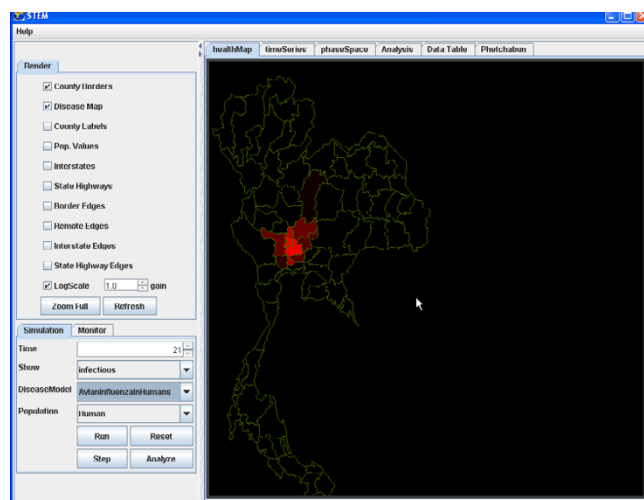 STEM
Help
Render
County Borders
Disease Map
County Labels
Pop. Values
Interstates
State Highways
Border Edges
Remote Edges
Interstate Edges
State Highway Edges
LogScale 1.0 gain
Zoom Full Refresh
Simulation Monitor
Time 21
Show infectious
DiseaseModel AvianInfluenzaInHumans
Population Human
Run Reset
Step Analyze
healthMap timeSeries phaseSpace Analysis Data Table Phetchabun